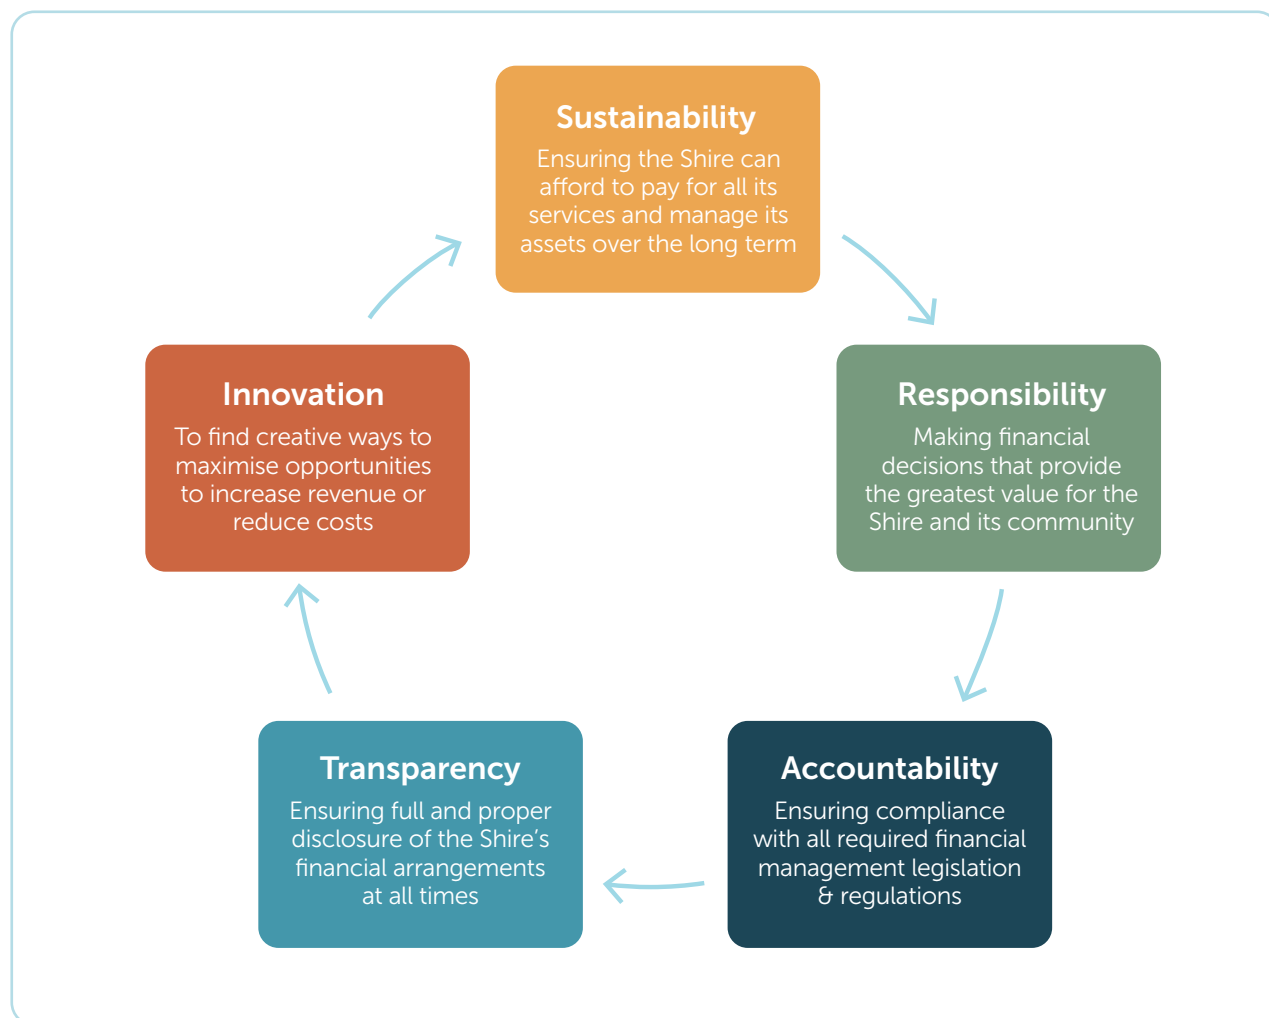 Sustainability
Ensuring the Shire can
afford to pay for all its
services and manage its
assets over the long term
Responsibility
Making financial
decisions that provide
the greatest value for the
Shire and its community
Accountability
Ensuring compliance
with all required financial
management legislation
& regulations
Transparency
Ensuring full and proper
disclosure of the Shire’s
financial arrangements
at all times
Innovation
To find creative ways to
maximise opportunities
to increase revenue or
reduce costs